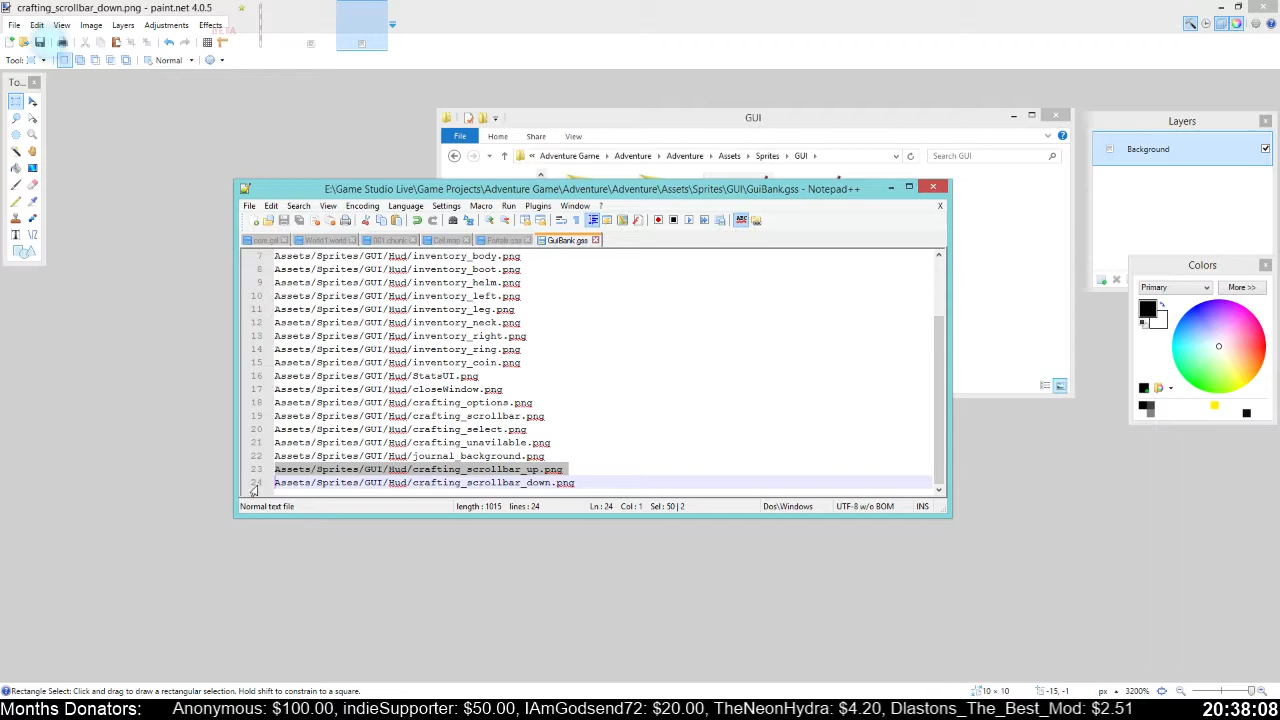 crafting_scrollbar_down.png - paint.net 4.0.5
File Edit View Image Layers Adjustments Effects
BETA
Tool: Normal
To...
GUI
File Home Share View
« Adventure Game › Adventure › Adventure › Assets › Sprites › GUI ›
Search GUI
Layers
Background
E:\Game Studio Live\Game Projects\Adventure Game\Adventure\Adventure\Assets\Sprites\GUI\GuiBank.gss - Notepad++
File Edit Search View Encoding Language Settings Macro Run Plugins Window ? X
World1.world 001.chunk Cell.map Portals.gss GuiBank.gss
7 Assets/Sprites/GUI/Hud/inventory_body.png
8 Assets/Sprites/GUI/Hud/inventory_boot.png
9 Assets/Sprites/GUI/Hud/inventory_helm.png
10 Assets/Sprites/GUI/Hud/inventory_left.png
11 Assets/Sprites/GUI/Hud/inventory_leg.png
12 Assets/Sprites/GUI/Hud/inventory_neck.png
13 Assets/Sprites/GUI/Hud/inventory_right.png
14 Assets/Sprites/GUI/Hud/inventory_ring.png
15 Assets/Sprites/GUI/Hud/inventory_coin.png
16 Assets/Sprites/GUI/Hud/StatsUI.png
17 Assets/Sprites/GUI/Hud/closeWindow.png
18 Assets/Sprites/GUI/Hud/crafting_options.png
19 Assets/Sprites/GUI/Hud/crafting_scrollbar.png
20 Assets/Sprites/GUI/Hud/crafting_select.png
21 Assets/Sprites/GUI/Hud/crafting_unavilable.png
22 Assets/Sprites/GUI/Hud/journal_background.png
23 Assets/Sprites/GUI/Hud/crafting_scrollbar_up.png
24 Assets/Sprites/GUI/Hud/crafting_scrollbar_down.png
Normal text file length : 1015 lines : 24 Ln : 24 Col : 1 Sel : 50 | 2 Dos\Windows UTF-8 w/o BOM INS
Colors
Primary More >>
Rectangle Select: Click and drag to draw a rectangular selection. Hold shift to constrain to a square.
10 × 10 -15, -1 px 3200%
Months Donators: Anonymous: $100.00, indieSupporter: $50.00, IAmGodsend72: $20.00, TheNeonHydra: $4.20, Dlastons_The_Best_Mod: $2.51 20:38:08